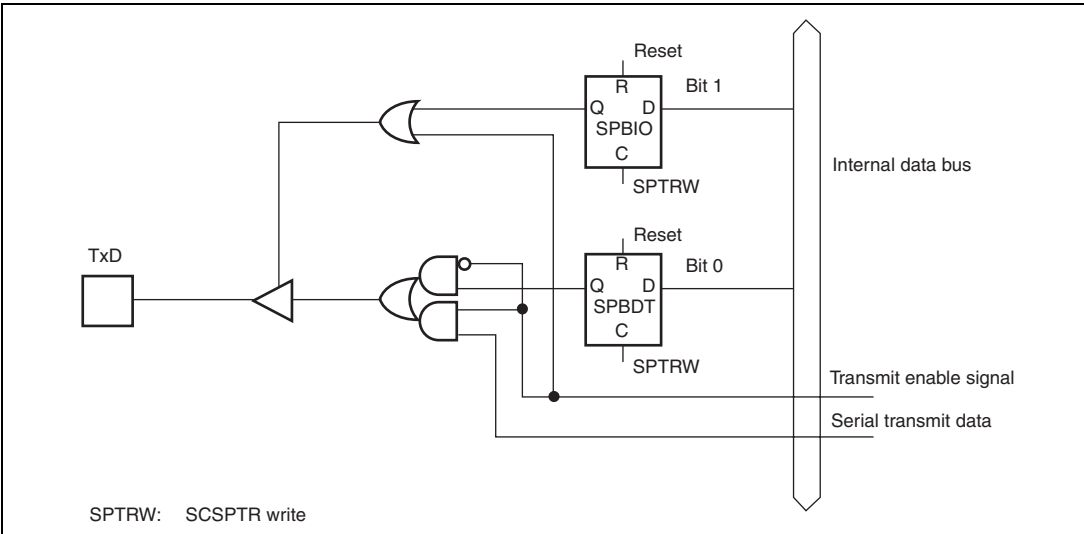 Reset
R
Bit 1
Q D
SPBIO
C
SPTRW
Internal data bus
Reset
TxD
R
Bit 0
Q D
SPBDT
C
SPTRW
Transmit enable signal
Serial transmit data
SPTRW: SCSPTR write